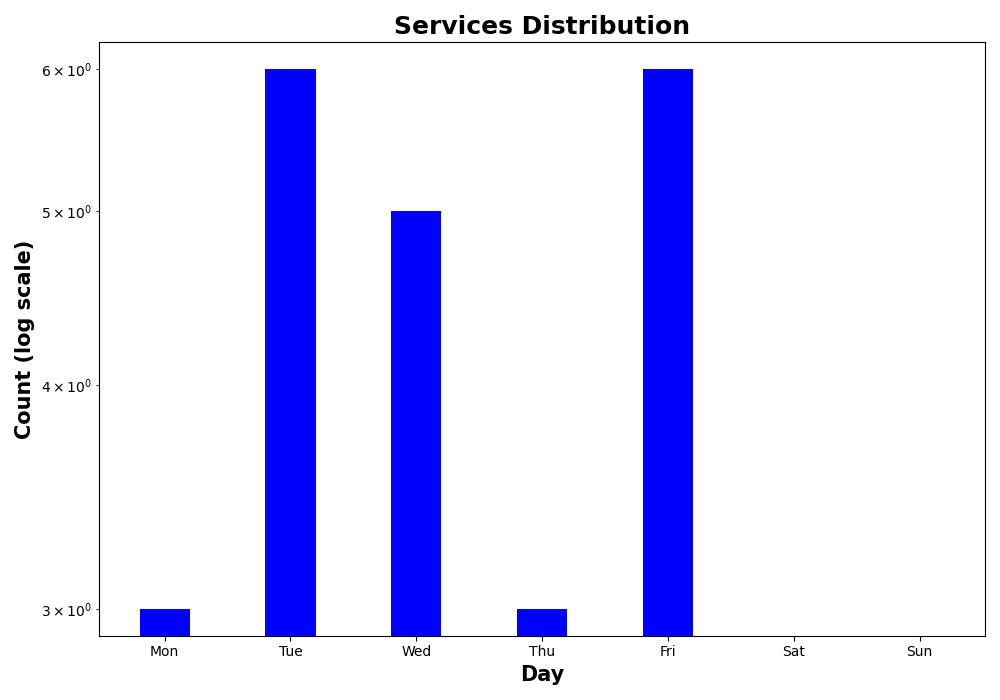 Services Distribution
6 × 10⁰
5 × 10⁰
4 × 10⁰
3 × 10⁰
Count (log scale)
Mon Tue Wed Thu Fri Sat Sun
Day